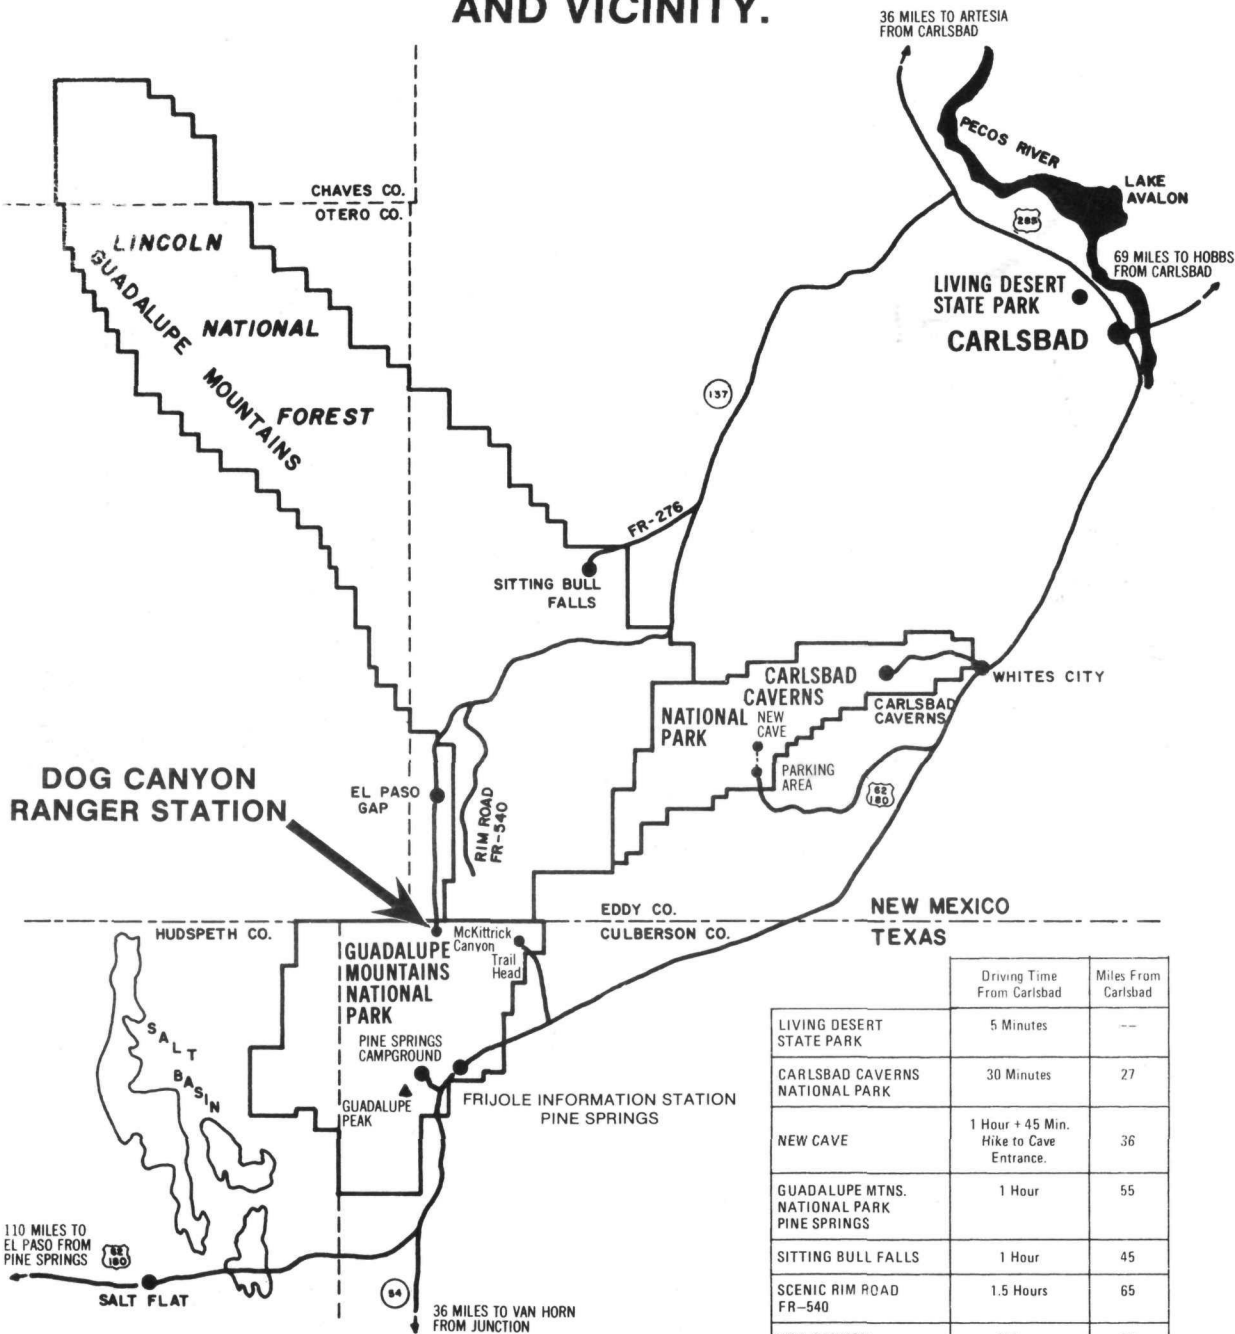 AND VICINITY.
36 MILES TO ARTESIA
FROM CARLSBAD
PECOS RIVER
LAKE
AVALON
285
69 MILES TO HOBBS
FROM CARLSBAD
LIVING DESERT
STATE PARK
CARLSBAD
CHAVES CO.
OTERO CO.
LINCOLN
NATIONAL
FOREST
GUADALUPE
MOUNTAINS
137
FR-276
SITTING BULL
FALLS
CARLSBAD
CAVERNS
NATIONAL
PARK
NEW
CAVE
PARKING
AREA
CARLSBAD
CAVERNS
WHITES CITY
62
180
DOG CANYON
RANGER STATION
EL PASO
GAP
RIM ROAD
FR-540
EDDY CO.
CULBERSON CO.
NEW MEXICO
TEXAS
HUDSPETH CO.
GUADALUPE
MOUNTAINS
NATIONAL
PARK
McKittrick
Canyon
Trail
Head
PINE SPRINGS
CAMPGROUND
GUADALUPE
PEAK
FRIJOLE INFORMATION STATION
PINE SPRINGS
SALT
BASIN
110 MILES TO
EL PASO FROM
PINE SPRINGS
62
180
SALT FLAT
54
36 MILES TO VAN HORN
FROM JUNCTION
Driving Time
From Carlsbad
Miles From
Carlsbad
LIVING DESERT
STATE PARK
5 Minutes
--
CARLSBAD CAVERNS
NATIONAL PARK
30 Minutes
27
NEW CAVE
1 Hour + 45 Min.
Hike to Cave
Entrance.
36
GUADALUPE MTNS.
NATIONAL PARK
PINE SPRINGS
1 Hour
55
SITTING BULL FALLS
1 Hour
45
SCENIC RIM ROAD
FR-540
1.5 Hours
65